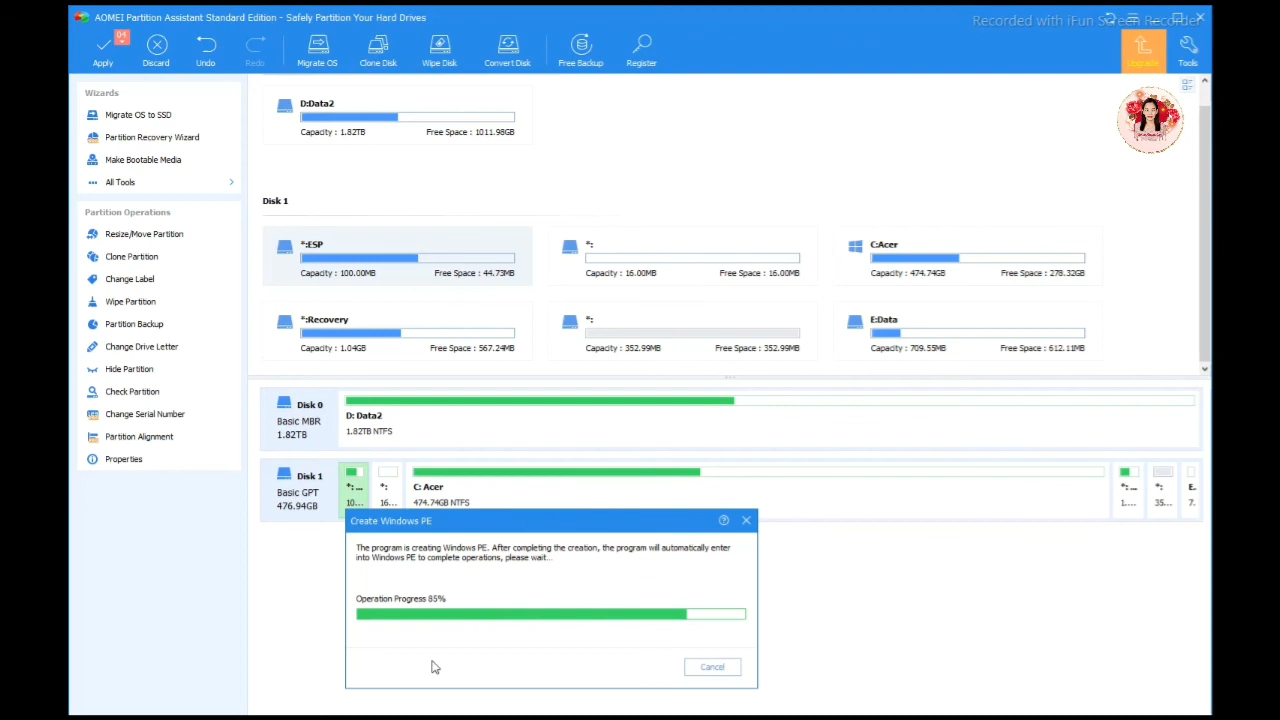 AOMEI Partition Assistant Standard Edition - Safely Partition Your Hard Drives
Recorded with iFun Screen Recorder
04
Apply
Discard
Undo
Redo
Migrate OS
Clone Disk
Wipe Disk
Convert Disk
Free Backup
Register
Upgrade
Tools
Wizards
Migrate OS to SSD
Partition Recovery Wizard
Make Bootable Media
All Tools
Partition Operations
Resize/Move Partition
Clone Partition
Change Label
Wipe Partition
Partition Backup
Change Drive Letter
Hide Partition
Check Partition
Change Serial Number
Partition Alignment
Properties
D:Data2
Capacity : 1.82TB Free Space : 1011.98GB
Disk 1
*:ESP
Capacity : 100.00MB Free Space : 44.73MB
*:
Capacity : 16.00MB Free Space : 16.00MB
C:Acer
Capacity : 474.74GB Free Space : 278.32GB
*:Recovery
Capacity : 1.04GB Free Space : 567.24MB
*:
Capacity : 352.99MB Free Space : 352.99MB
E:Data
Capacity : 709.55MB Free Space : 612.11MB
Disk 0
Basic MBR
1.82TB
D: Data2
1.82TB NTFS
Disk 1
Basic GPT
476.94GB
*: ...
10...
*:
16...
C: Acer
474.74GB NTFS
*: ...
1....
*:
35...
E.
7.
Create Windows PE
The program is creating Windows PE. After completing the creation, the program will automatically enter
into Windows PE to complete operations, please wait...
Operation Progress 85%
Cancel